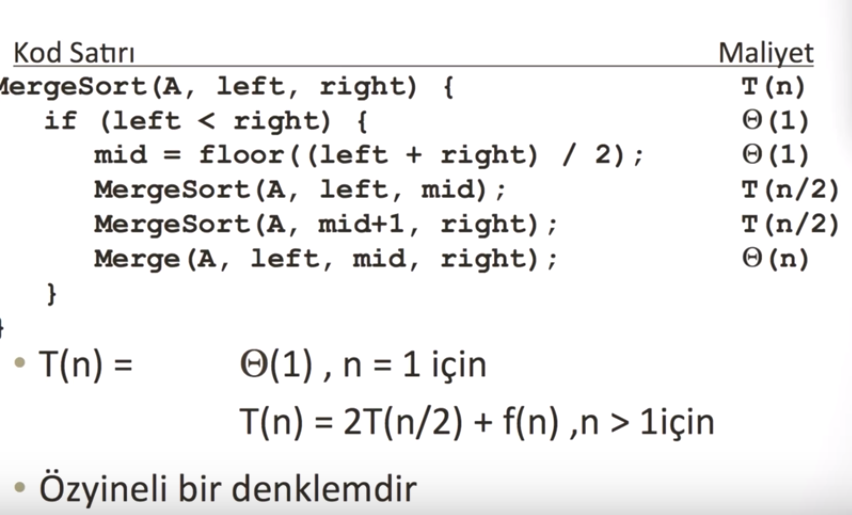 Kod Satırı Maliyet
MergeSort(A, left, right) { T(n)
if (left < right) { Θ(1)
mid = floor((left + right) / 2); Θ(1)
MergeSort(A, left, mid); T(n/2)
MergeSort(A, mid+1, right); T(n/2)
Merge(A, left, mid, right); Θ(n)
}
}
• T(n) = Θ(1) , n = 1 için
T(n) = 2T(n/2) + f(n) ,n > 1için
• Özyineli bir denklemdir